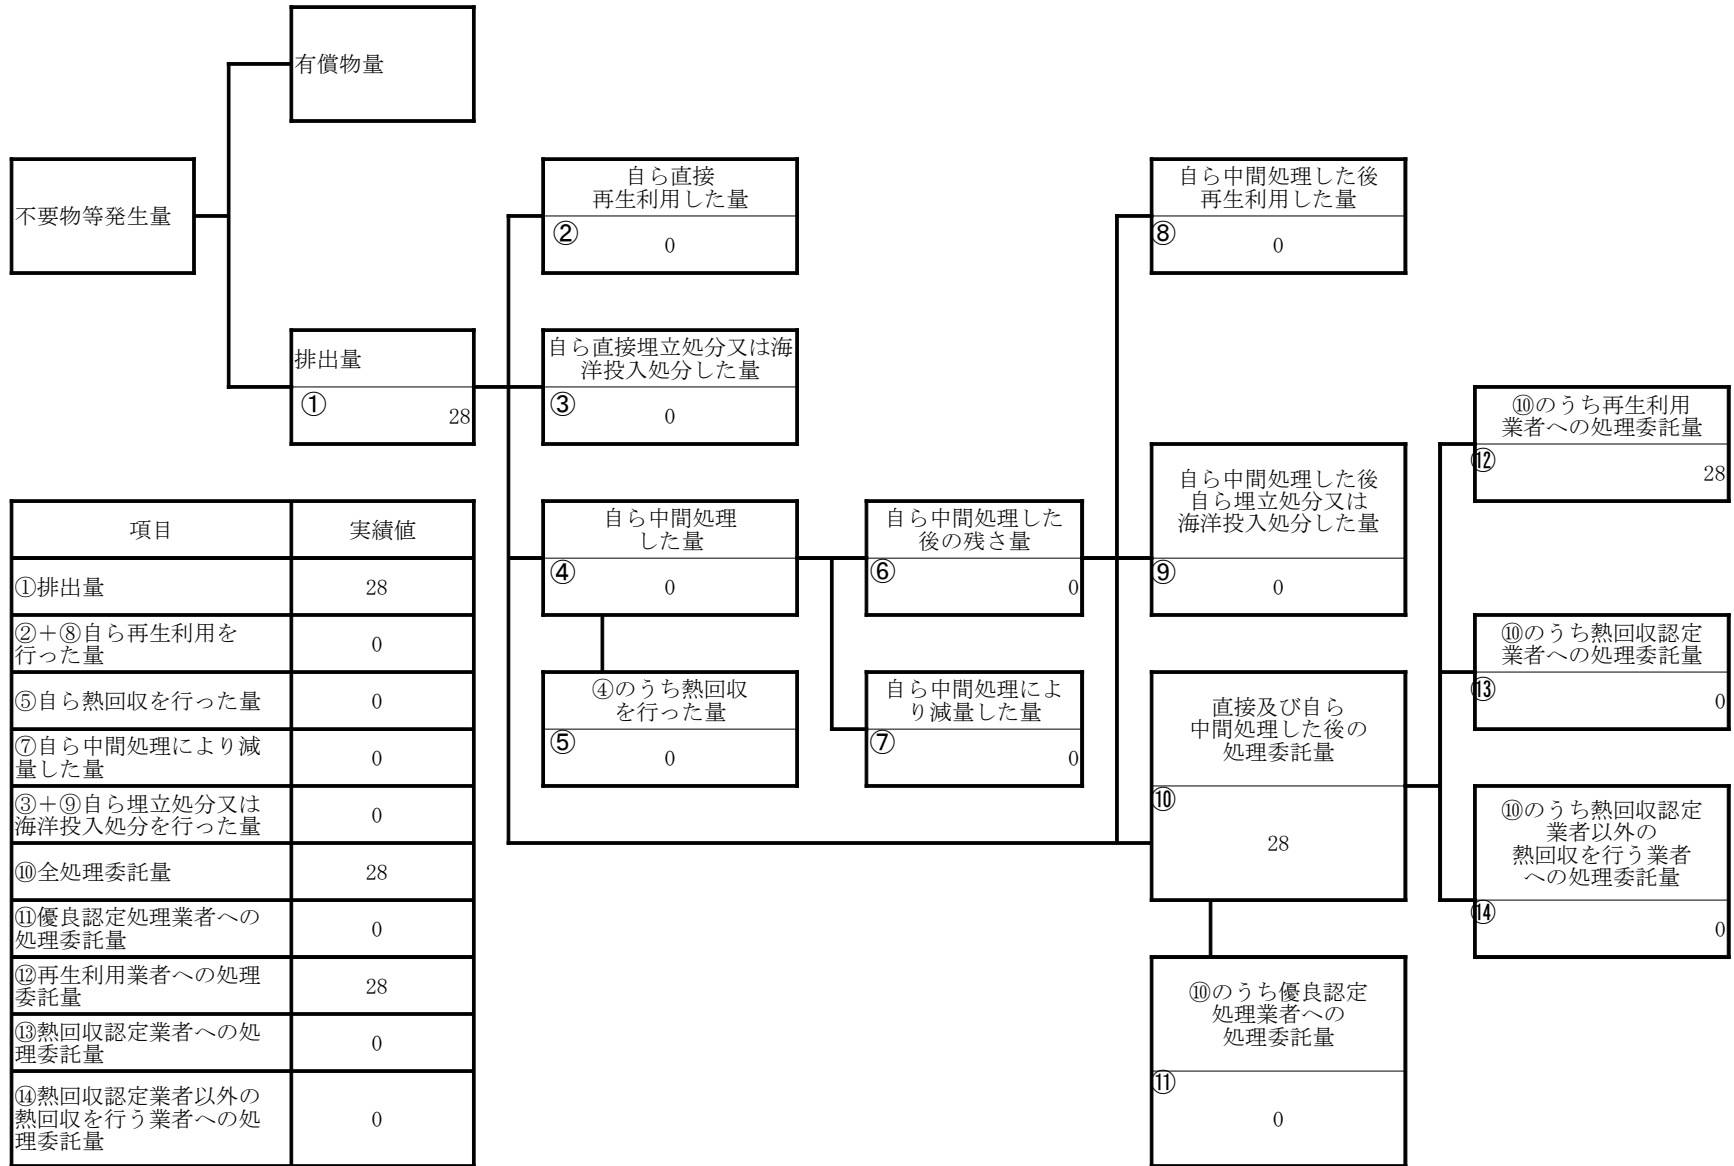 有償物量
不要物等発生量
自ら直接
再生利用した量
②
0
自ら中間処理した後
再生利用した量
⑧
0
排出量
①
28
自ら直接埋立処分又は海
洋投入処分した量
③
0
⑩のうち再生利用
業者への処理委託量
⑫
28
自ら中間処理
した量
④
0
自ら中間処理した
後の残さ量
⑥
0
自ら中間処理した後
自ら埋立処分又は
海洋投入処分した量
⑨
0
⑩のうち熱回収認定
業者への処理委託量
⑬
0
④のうち熱回収
を行った量
⑤
0
自ら中間処理によ
り減量した量
⑦
0
直接及び自ら
中間処理した後の
処理委託量
⑩
28
⑩のうち熱回収認定
業者以外の
熱回収を行う業者
への処理委託量
⑭
0
⑩のうち優良認定
処理業者への
処理委託量
⑪
0
項目 実績値
①排出量 28
②＋⑧自ら再生利用を
行った量 0
⑤自ら熱回収を行った量 0
⑦自ら中間処理により減
量した量 0
③＋⑨自ら埋立処分又は
海洋投入処分を行った量 0
⑩全処理委託量 28
⑪優良認定処理業者への
処理委託量 0
⑫再生利用業者への処理
委託量 28
⑬熱回収認定業者への処
理委託量 0
⑭熱回収認定業者以外の
熱回収を行う業者への処
理委託量 0